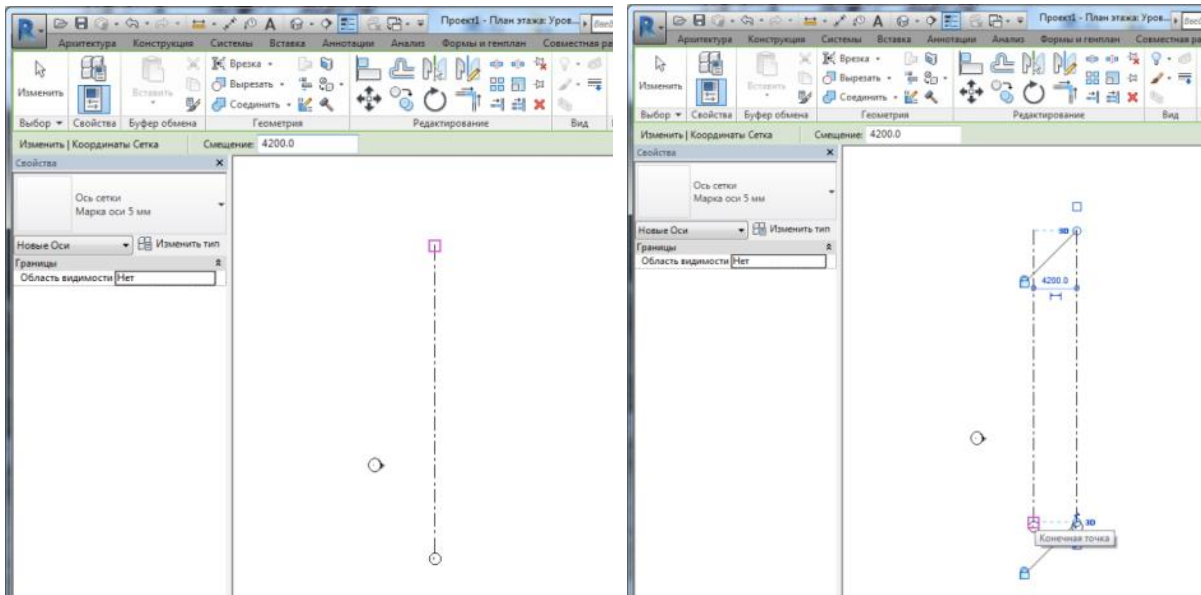 Проект1 - План этажа: Уров...
Архитектура Конструкция Системы Вставка Аннотации Анализ Формы и генплан Совместная ра
Изменить
Вставить
Врезка
Вырезать
Соединить
Выбор Свойства Буфер обмена Геометрия Редактирование Вид
Изменить | Координаты Сетка Смещение: 4200.0
Свойства
Ось сетки
Марка оси 5 мм
Новые Оси Изменить тип
Границы
Область видимости Нет
Проект1 - План этажа: Уров...
Архитектура Конструкция Системы Вставка Аннотации Анализ Формы и генплан Совместная ра
Изменить
Вставить
Врезка
Вырезать
Соединить
Выбор Свойства Буфер обмена Геометрия Редактирование Вид
Изменить | Координаты Сетка Смещение: 4200.0
Свойства
Ось сетки
Марка оси 5 мм
Новые Оси Изменить тип
Границы
Область видимости Нет
3D
4200.0
3D
Конечная точка